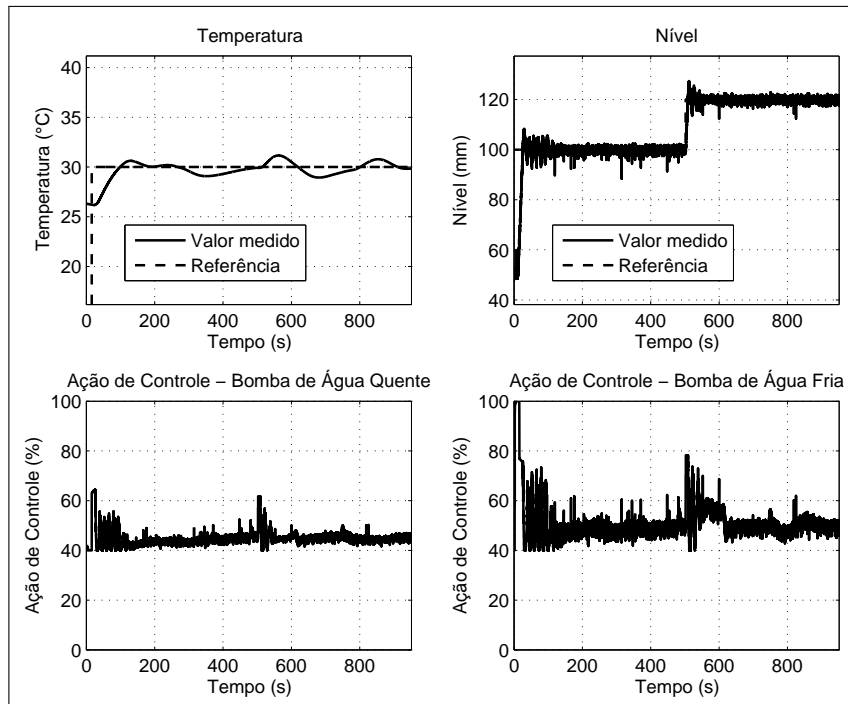 Temperatura
Temperatura (°C)
40
35
30
25
20
Valor medido
Referência
0
200
400
600
800
Tempo (s)
Nível
Nível (mm)
120
100
80
60
40
Valor medido
Referência
0
200
400
600
800
Tempo (s)
Ação de Controle – Bomba de Água Quente
Ação de Controle (%)
100
80
60
40
20
0
0
200
400
600
800
Tempo (s)
Ação de Controle – Bomba de Água Fria
Ação de Controle (%)
100
80
60
40
20
0
0
200
400
600
800
Tempo (s)